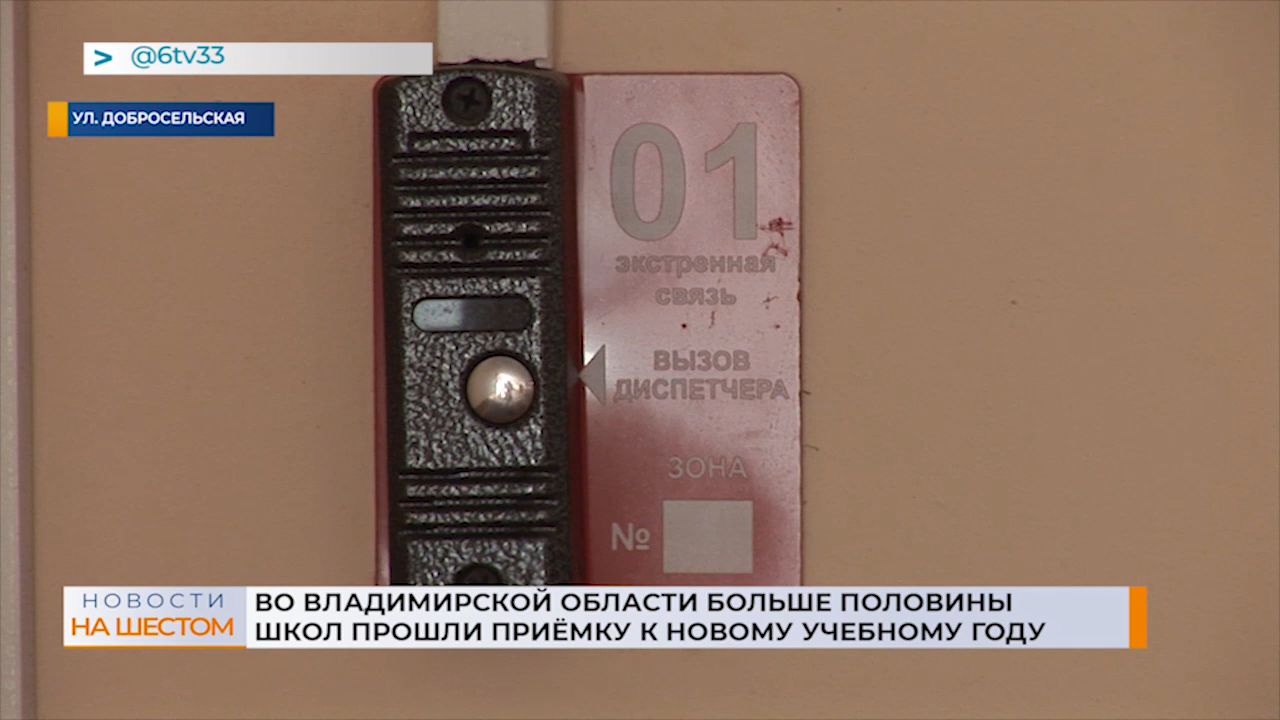 > @6tv33
УЛ. ДОБРОСЕЛЬСКАЯ
01
экстренная
связь
ВЫЗОВ
ДИСПЕТЧЕРА
ЗОНА
№
НОВОСТИ
НА ШЕСТОМ
ВО ВЛАДИМИРСКОЙ ОБЛАСТИ БОЛЬШЕ ПОЛОВИНЫ
ШКОЛ ПРОШЛИ ПРИЁМКУ К НОВОМУ УЧЕБНОМУ ГОДУ